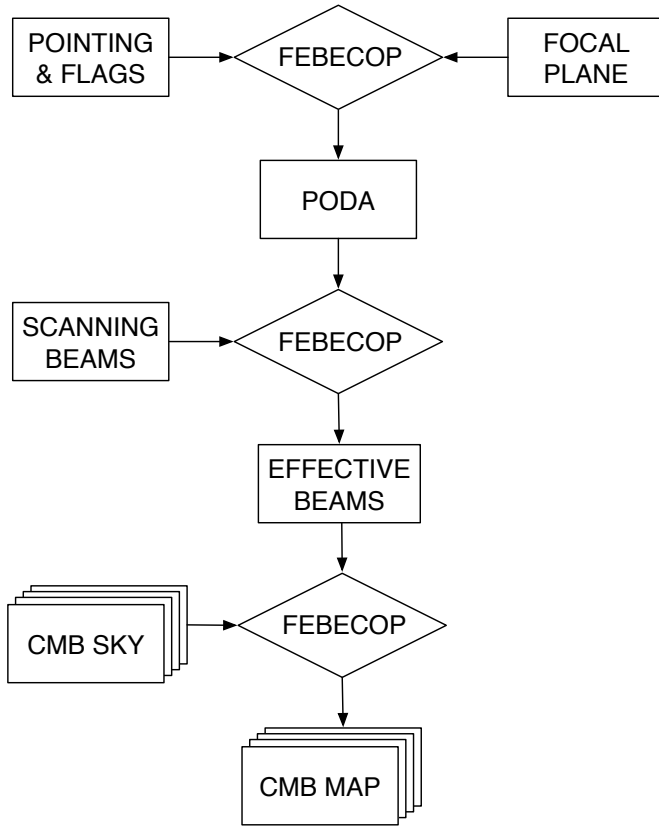 POINTING
& FLAGS
FEBECOP
FOCAL
PLANE
PODA
SCANNING
BEAMS
FEBECOP
EFFECTIVE
BEAMS
CMB SKY
FEBECOP
CMB MAP